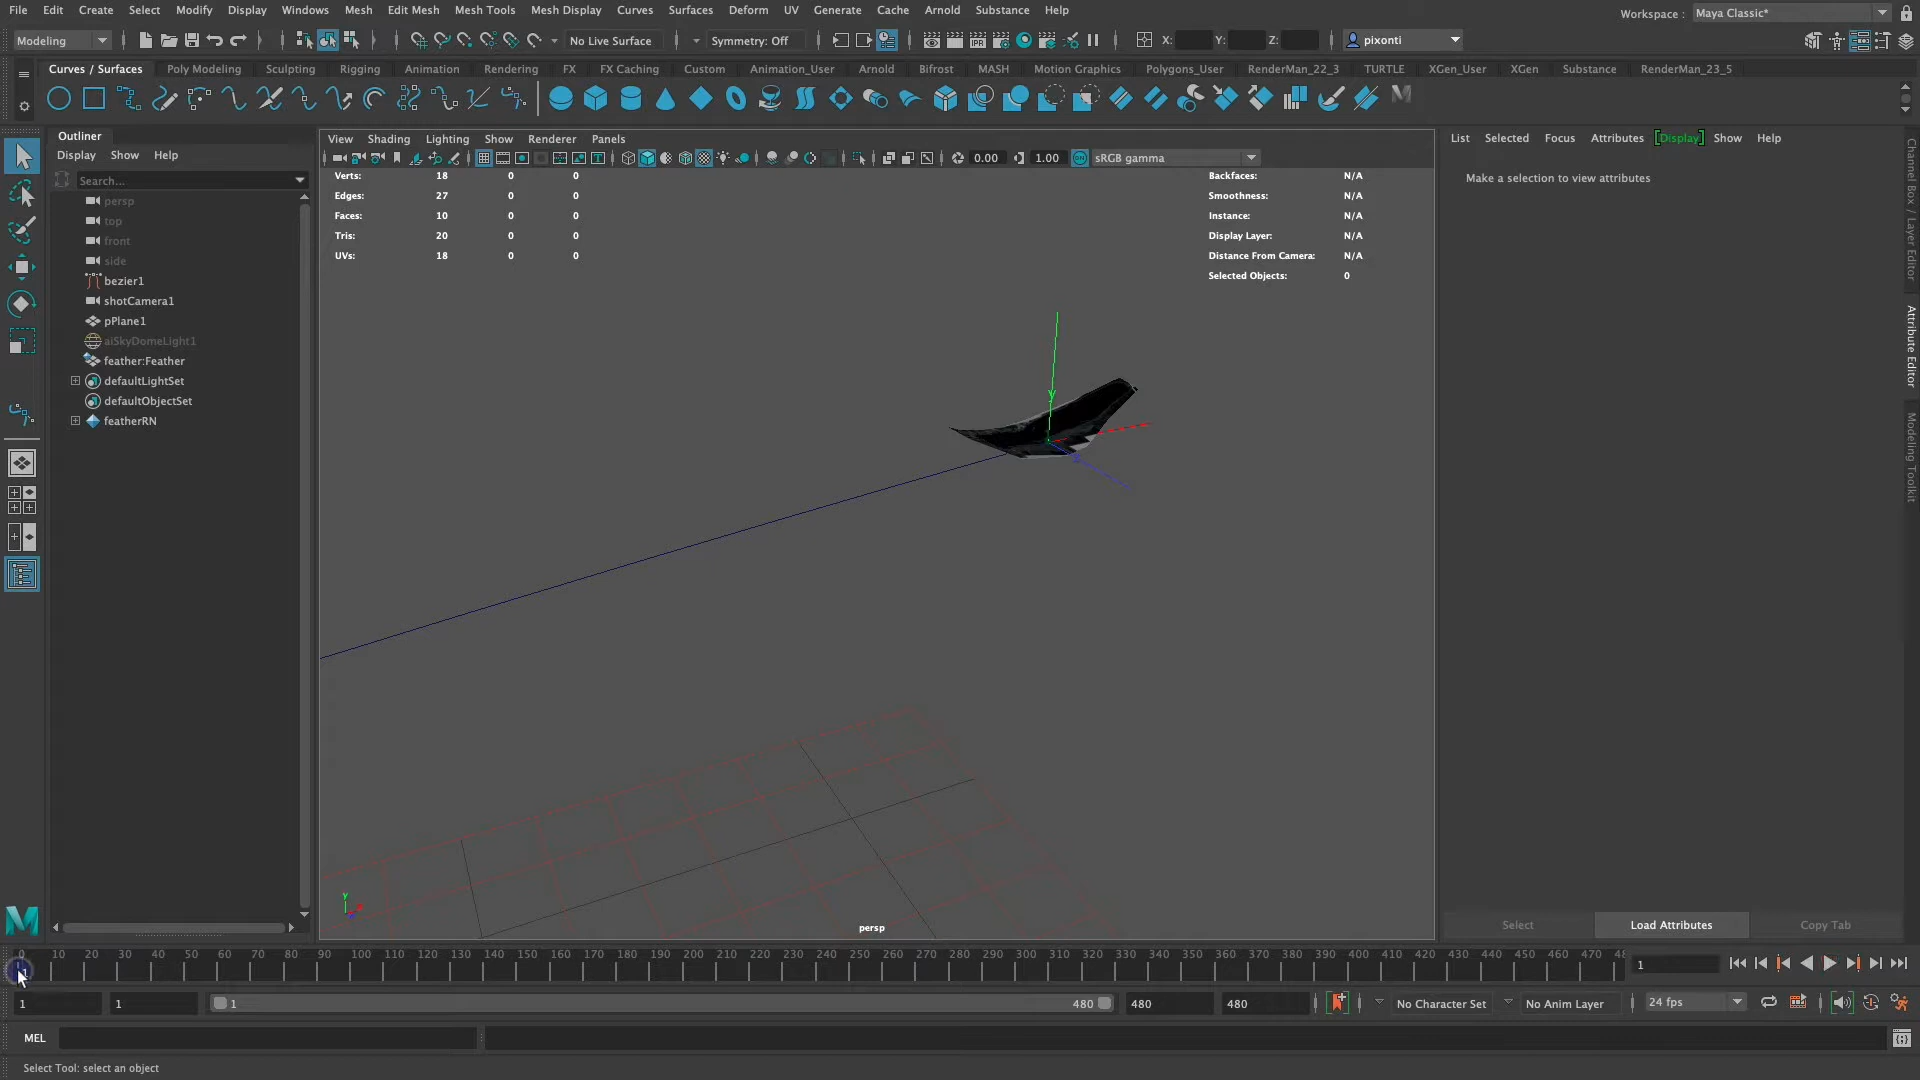 File Edit Create Select Modify Display Windows Mesh Edit Mesh Mesh Tools Mesh Display Curves Surfaces Deform UV Generate Cache Arnold Substance Help
Workspace : Maya Classic*
Modeling No Live Surface Symmetry: Off X: Y: Z: pixonti
Curves / Surfaces Poly Modeling Sculpting Rigging Animation Rendering FX FX Caching Custom Animation_User Arnold Bifrost MASH Motion Graphics Polygons_User RenderMan_22_3 TURTLE XGen_User XGen Substance RenderMan_23_5
Outliner
Display Show Help
Search...
persp
top
front
side
bezier1
shotCamera1
pPlane1
aiSkyDomeLight1
feather:Feather
defaultLightSet
defaultObjectSet
featherRN
View Shading Lighting Show Renderer Panels
0.00 1.00 sRGB gamma
Verts: 18 0 0
Edges: 27 0 0
Faces: 10 0 0
Tris: 20 0 0
UVs: 18 0 0
Backfaces: N/A
Smoothness: N/A
Instance: N/A
Display Layer: N/A
Distance From Camera: N/A
Selected Objects: 0
persp
List Selected Focus Attributes [Display] Show Help
Make a selection to view attributes
Channel Box / Layer Editor
Attribute Editor
Modeling Toolkit
Select Load Attributes Copy Tab
0 10 20 30 40 50 60 70 80 90 100 110 120 130 140 150 160 170 180 190 200 210 220 230 240 250 260 270 280 290 300 310 320 330 340 350 360 370 380 390 400 410 420 430 440 450 460 470
1
1 1 1 480 480 480 No Character Set No Anim Layer 24 fps
MEL
Select Tool: select an object